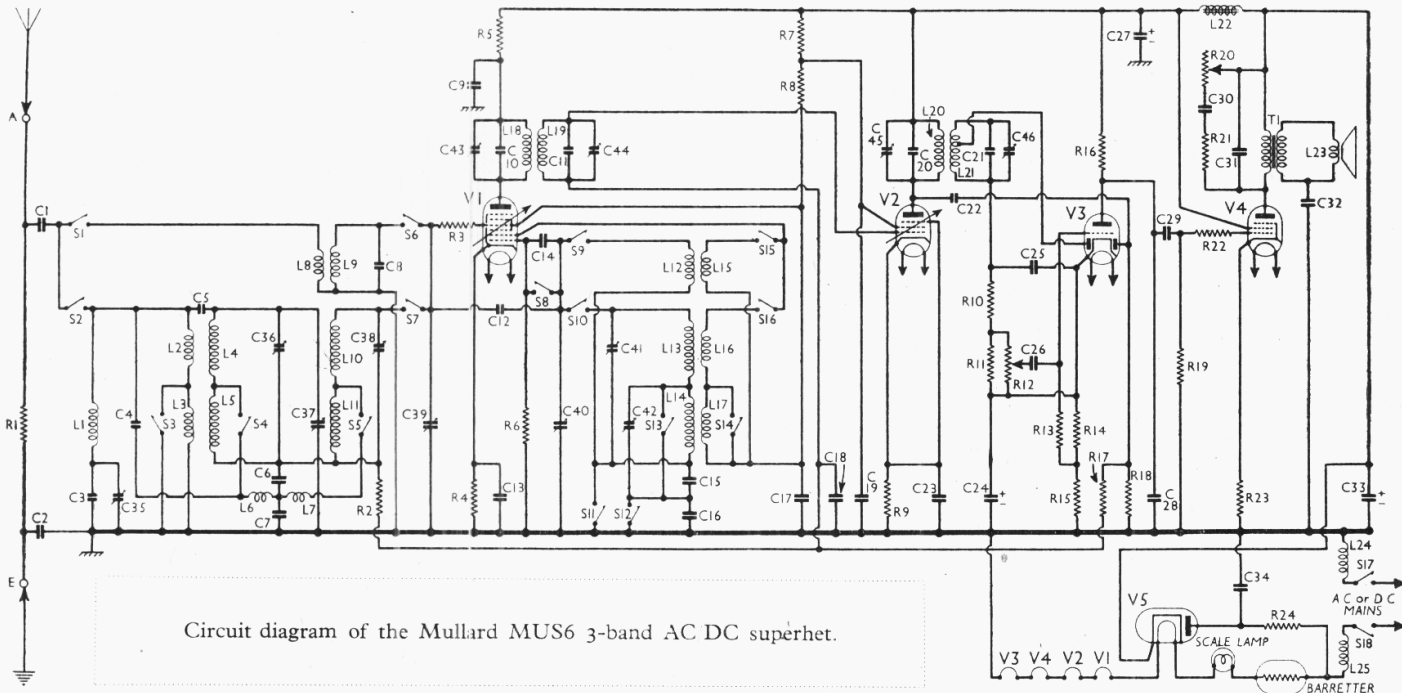 R5
R7
L22
C27
+
−
R20
R8
C9
C30
A
L18
L19
L20
C43
C
10
C11
C44
C
45
C
20
C21
C46
L21
R16
R21
C31
T1
L23
V1
V2
C22
V3
V4
C32
C1
S1
S6
R3
C14
S9
S15
C29
R22
L8
L9
C8
L12
L15
S8
C25
S2
C5
S7
C12
S10
S16
R10
L2
L4
C36
L10
C38
C41
L13
L16
R11
C26
R12
R19
R1
L1
C4
S3
L3
L5
S4
C37
L11
S5
C39
R6
C40
C42
S13
L14
L17
S14
R13
R14
C3
C35
C6
L6
L7
C7
R2
R4
C13
C15
C16
S11
S12
C17
C18
C
19
R9
C23
C24
+
−
R15
R17
R18
C
28
R23
C33
+
−
C2
E
L24
S17
C34
AC or DC
MAINS
V5
R24
S18
SCALE LAMP
L25
V3 V4 V2 V1
BARRETTER
Circuit diagram of the Mullard MUS6 3-band AC DC superhet.